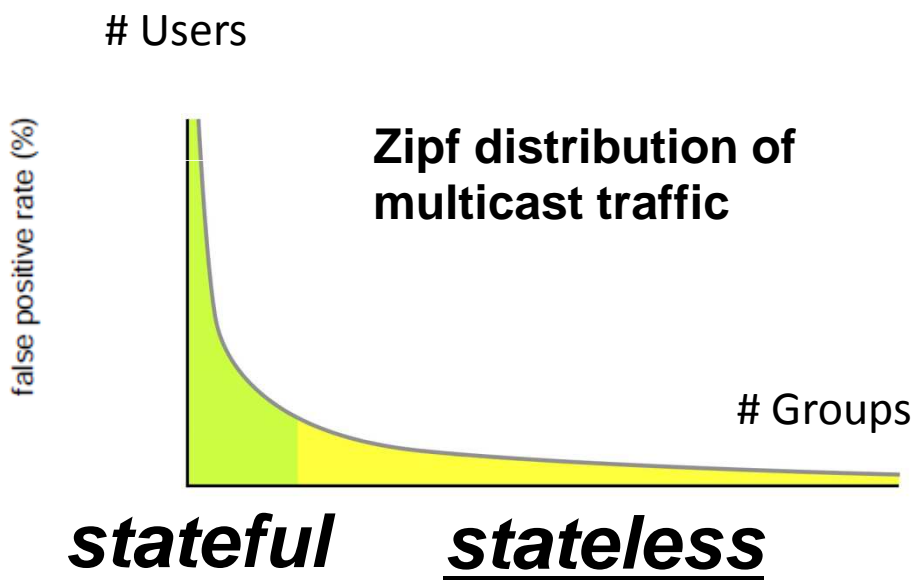 # Users
false positive rate (%)
Zipf distribution of
multicast traffic
# Groups
stateful stateless